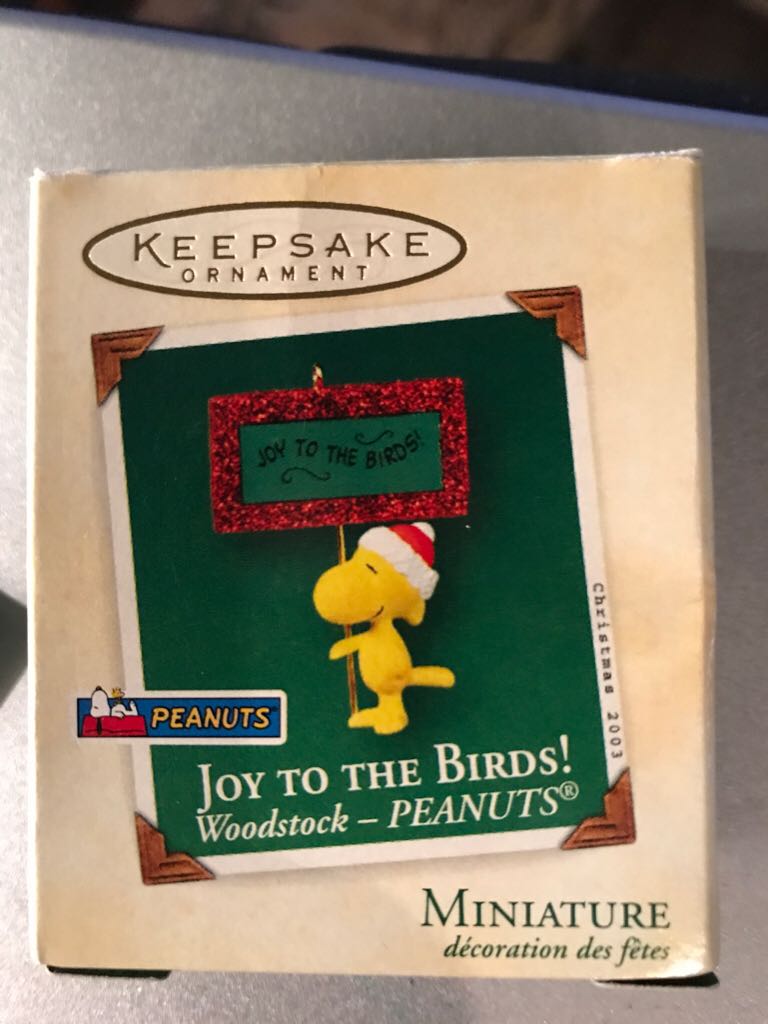 KEEPSAKE
ORNAMENT
JOY TO THE BIRDS!
Christmas 2003
PEANUTS
JOY TO THE BIRDS!
Woodstock – PEANUTS®
MINIATURE
décoration des fêtes